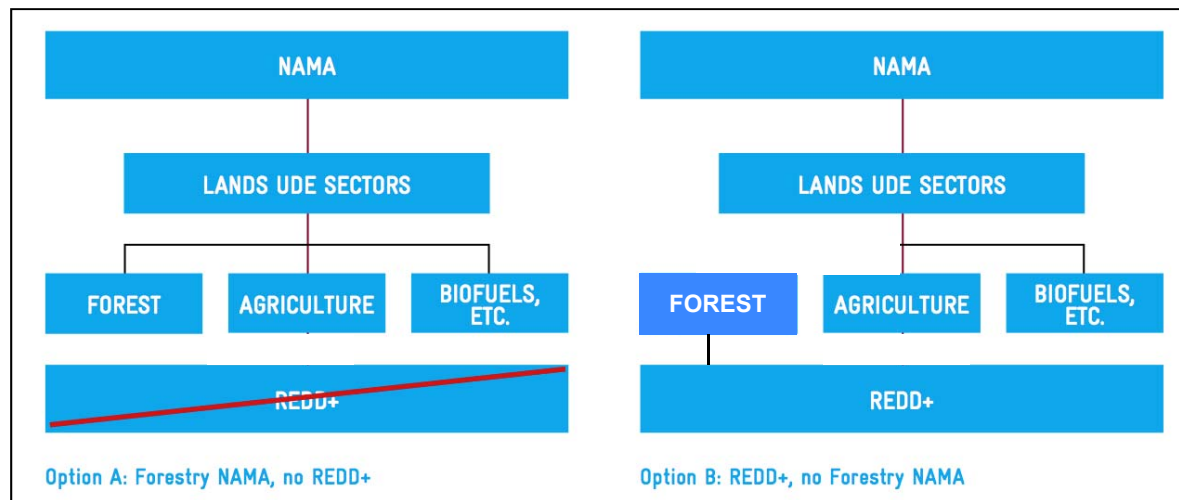 NAMA
LANDS UDE SECTORS
FOREST
AGRICULTURE
BIOFUELS,
ETC.
REDD+
Option A: Forestry NAMA, no REDD+
NAMA
LANDS UDE SECTORS
FOREST
AGRICULTURE
BIOFUELS,
ETC.
REDD+
Option B: REDD+, no Forestry NAMA